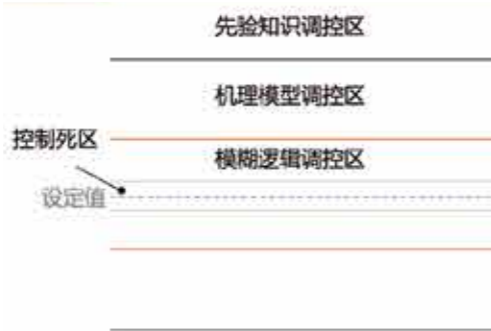 先验知识调控区
机理模型调控区
控制死区
模糊逻辑调控区
设定值